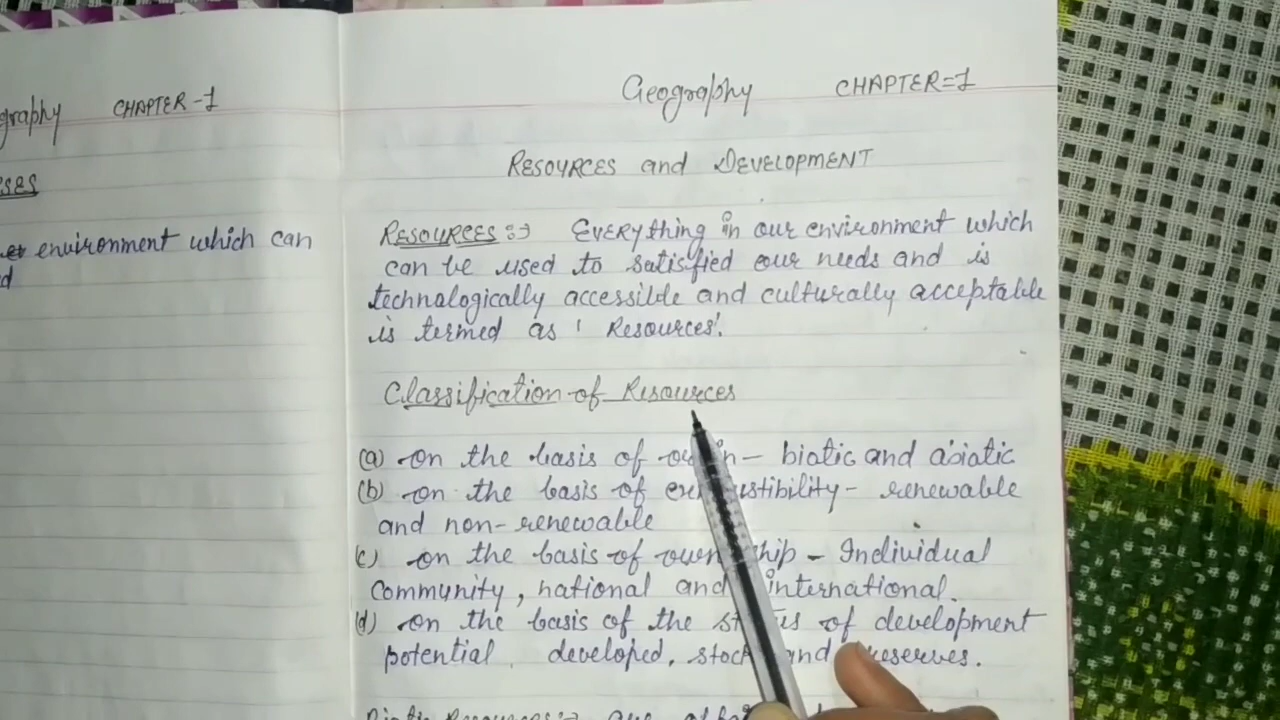 graphy CHAPTER-1
SES
environment which can
d
Geography CHAPTER=1
RESOURCES and DEVELOPMENT
RESOURCES :→ EVERYthing in our environment which
can be used to satisfied our needs and is
technologically accessible and culturally acceptable
is termed as ' Resources'.
Classification of Resources
(a) on the basis of – biotic and abiotic
(b) on the basis of – renewable
and non-renewable
(c) on the basis of – Individual
Community, national and international.
(d) on the basis of the of development
potential, developed, stock and reserves.